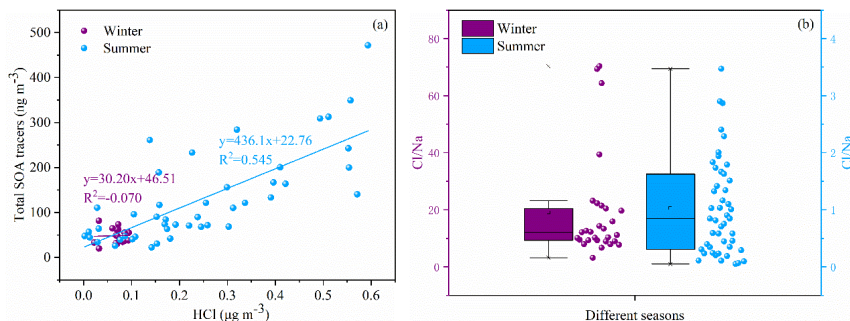 (a)
Winter
Summer
500
400
300
200
100
0
Total SOA tracers (ng m-3)
y=436.1x+22.76
R2=0.545
y=30.20x+46.51
R2=-0.070
0.0 0.1 0.2 0.3 0.4 0.5 0.6
HCl (μg m-3)
(b)
Winter
Summer
80
60
40
20
0
Cl/Na
4
3
2
1
0
Cl/Na
Different seasons